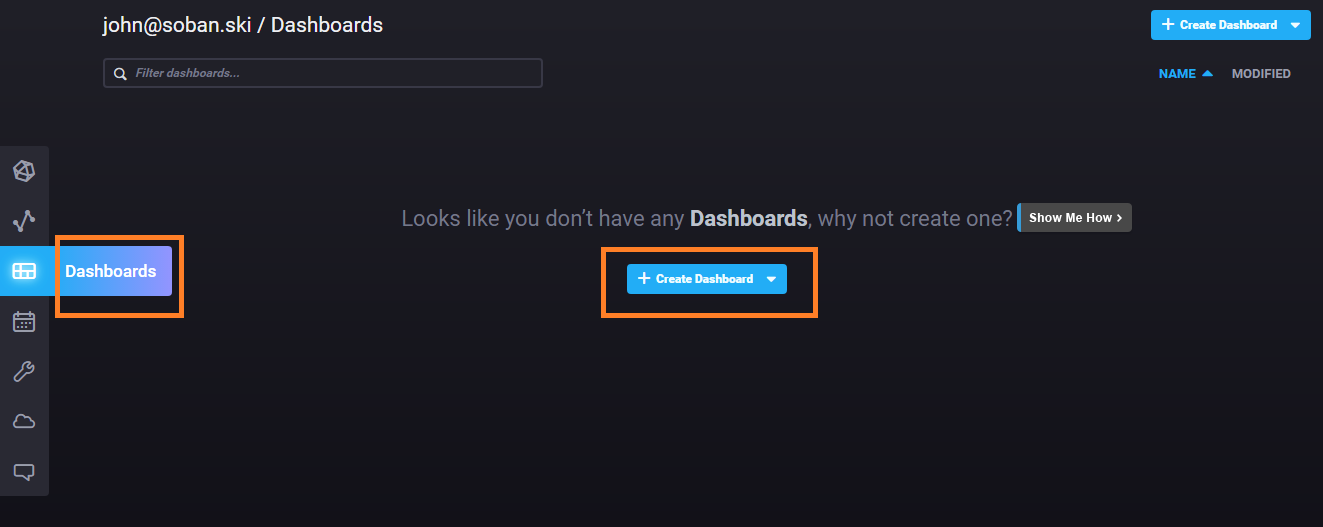 john@soban.ski / Dashboards
Create Dashboard
Filter dashboards...
NAME MODIFIED
Looks like you don’t have any Dashboards, why not create one? Show Me How
Dashboards
Create Dashboard